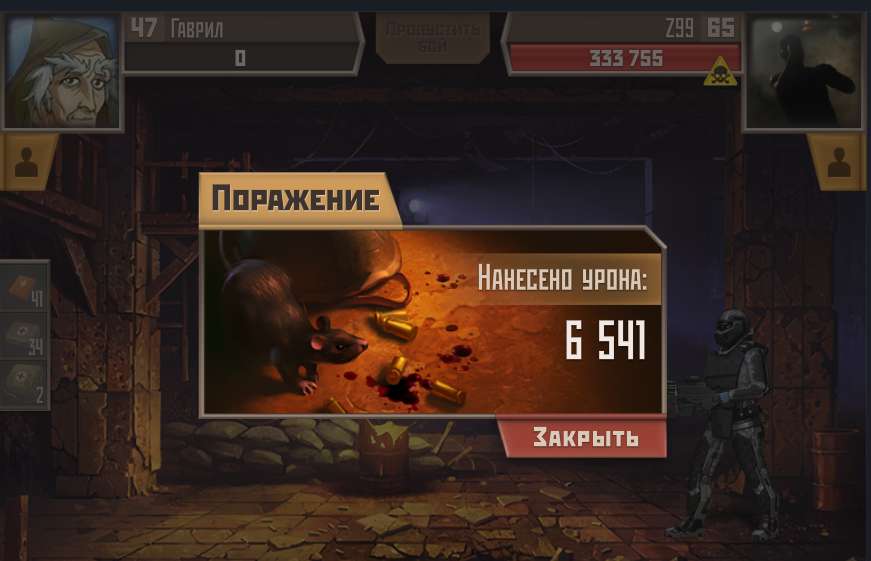 47 Гаврил
0
Пропустить
бой
Z99 65
333 755
Поражение
Нанесено урона:
6 541
41
34
2
Закрыть